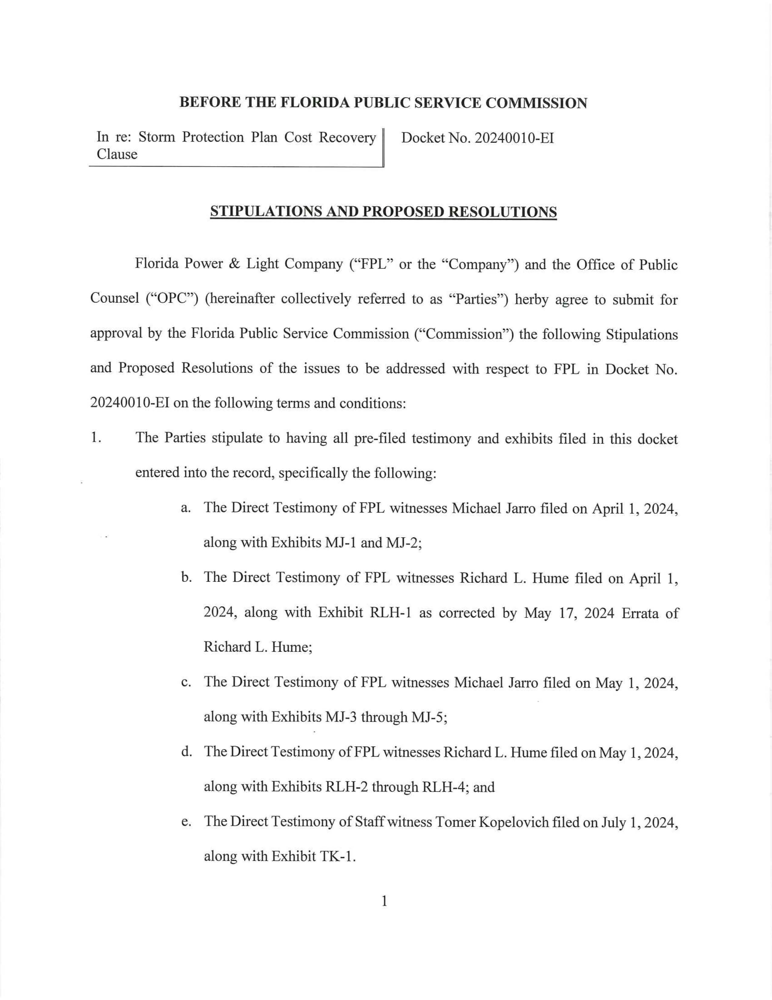 BEFORE THE FLORIDA PUBLIC SERVICE COMMISSION
In re: Storm Protection Plan Cost Recovery
Clause
Docket No. 20240010-EI
STIPULATIONS AND PROPOSED RESOLUTIONS
Florida Power & Light Company (“FPL” or the “Company”) and the Office of Public
Counsel (“OPC”) (hereinafter collectively referred to as “Parties”) herby agree to submit for
approval by the Florida Public Service Commission (“Commission”) the following Stipulations
and Proposed Resolutions of the issues to be addressed with respect to FPL in Docket No.
20240010-EI on the following terms and conditions:
1. The Parties stipulate to having all pre-filed testimony and exhibits filed in this docket
entered into the record, specifically the following:
a. The Direct Testimony of FPL witnesses Michael Jarro filed on April 1, 2024,
along with Exhibits MJ-1 and MJ-2;
b. The Direct Testimony of FPL witnesses Richard L. Hume filed on April 1,
2024, along with Exhibit RLH-1 as corrected by May 17, 2024 Errata of
Richard L. Hume;
c. The Direct Testimony of FPL witnesses Michael Jarro filed on May 1, 2024,
along with Exhibits MJ-3 through MJ-5;
d. The Direct Testimony of FPL witnesses Richard L. Hume filed on May 1, 2024,
along with Exhibits RLH-2 through RLH-4; and
e. The Direct Testimony of Staff witness Tomer Kopelovich filed on July 1, 2024,
along with Exhibit TK-1.
1